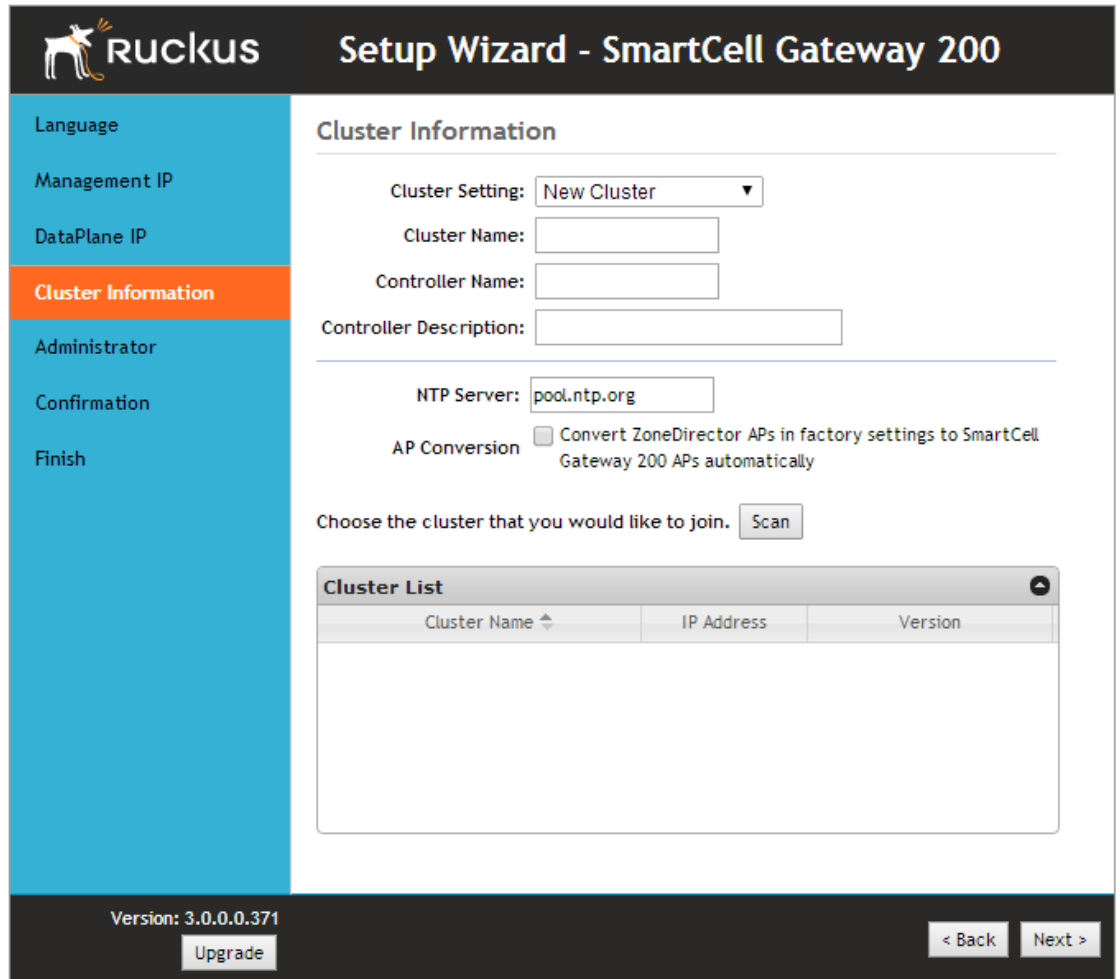 RUCKUS
Setup Wizard - SmartCell Gateway 200
Language
Management IP
DataPlane IP
Cluster Information
Administrator
Confirmation
Finish
Cluster Information
Cluster Setting: New Cluster
Cluster Name:
Controller Name:
Controller Description:
NTP Server: pool.ntp.org
AP Conversion
Convert ZoneDirector APs in factory settings to SmartCell
Gateway 200 APs automatically
Choose the cluster that you would like to join. Scan
Cluster List
Cluster Name IP Address Version
Version: 3.0.0.0.371
Upgrade
< Back Next >